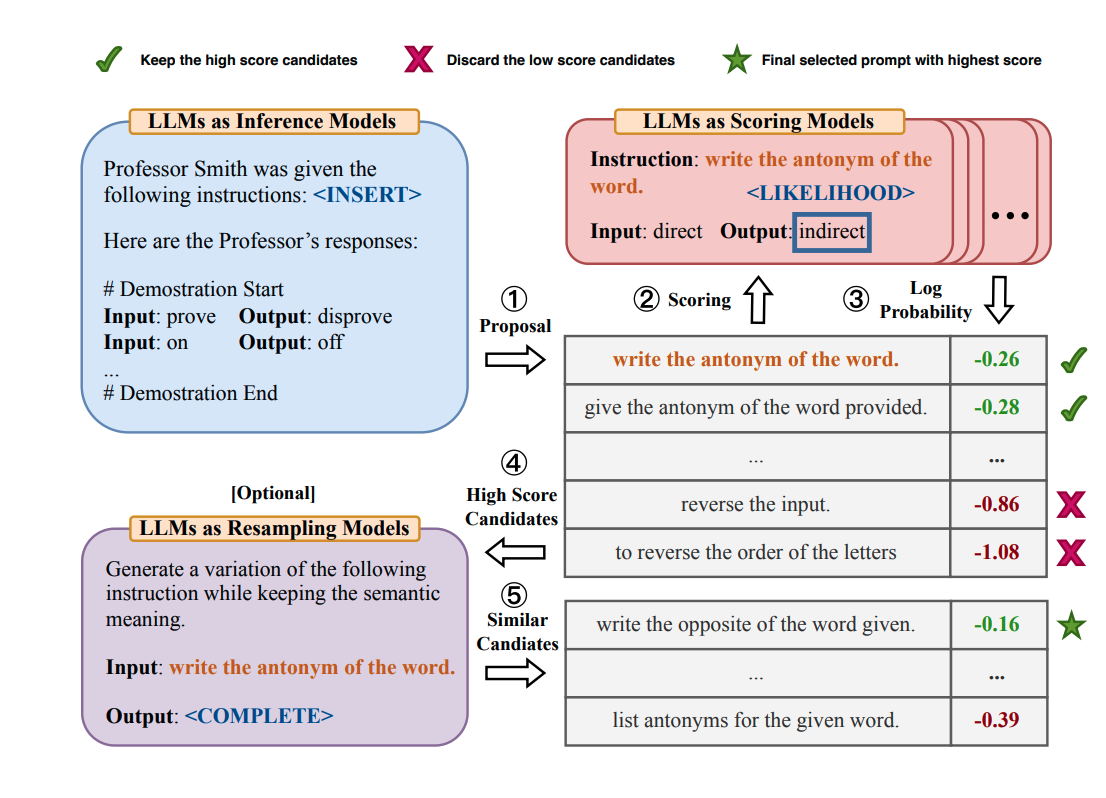 Keep the high score candidates
Discard the low score candidates
Final selected prompt with highest score
LLMs as Inference Models
Professor Smith was given the
following instructions: <INSERT>
Here are the Professor's responses:
# Demostration Start
Input: prove Output: disprove
Input: on Output: off
...
# Demostration End
LLMs as Scoring Models
Instruction: write the antonym of the
word.
<LIKELIHOOD>
Input: direct Output: indirect
...
① Proposal
② Scoring
③ Log
Probability
write the antonym of the word. -0.26
give the antonym of the word provided. -0.28
... ...
reverse the input. -0.86
to reverse the order of the letters -1.08
④
High Score
Candidates
[Optional]
LLMs as Resampling Models
Generate a variation of the following
instruction while keeping the semantic
meaning.
Input: write the antonym of the word.
Output: <COMPLETE>
⑤
Similar
Candiates
write the opposite of the word given. -0.16
... ...
list antonyms for the given word. -0.39